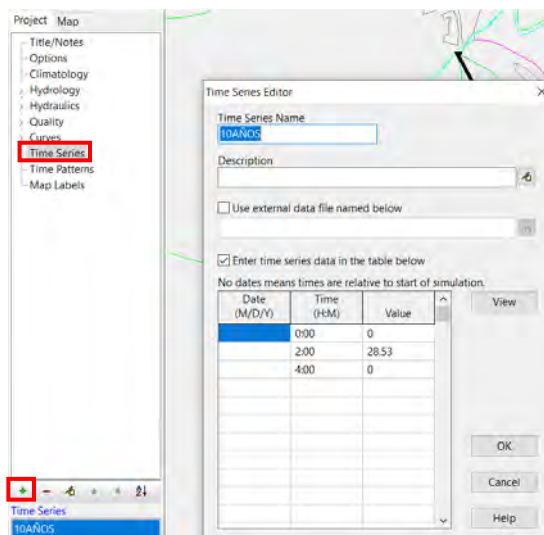 Project Map
Title/Notes
Options
Climatology
Hydrology
Hydraulics
Quality
Curves
Time Series
Time Patterns
Map Labels
Time Series
10AÑOS
Time Series Editor
Time Series Name
10AÑOS
Description
Use external data file named below
Enter time series data in the table below
No dates means times are relative to start of simulation.
Date Time
(M/D/Y) (H:M) Value
0:00 0
2:00 28.53
4:00 0
View
OK
Cancel
Help